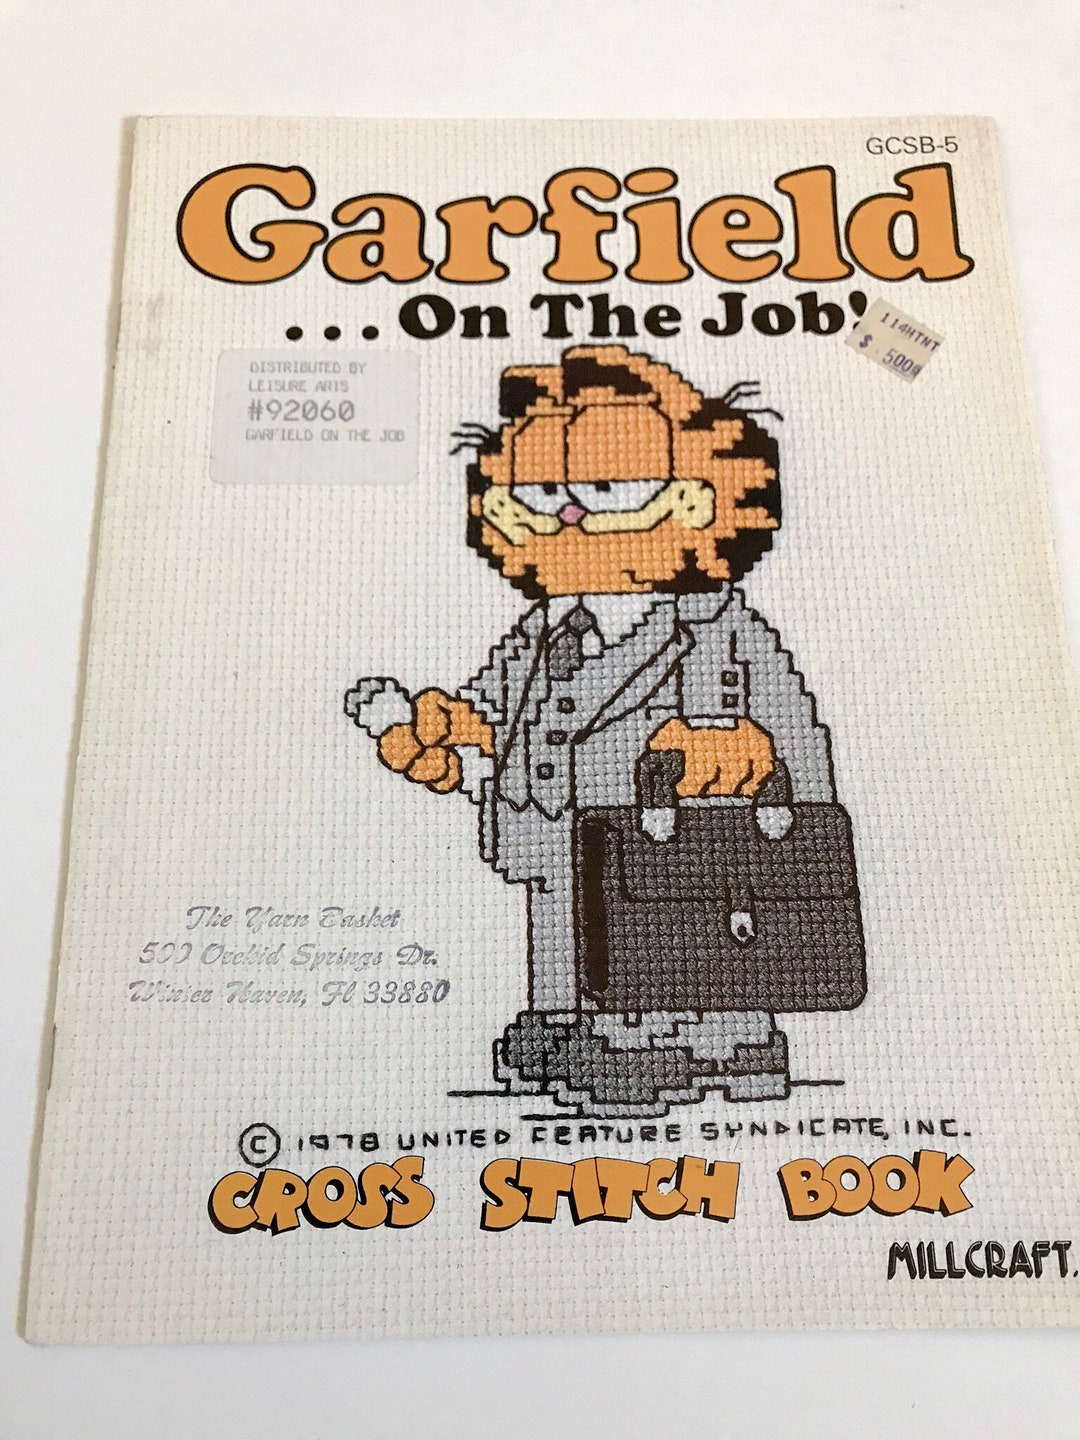 GCSB-5
Garfield
...On The Job!
114HTNT
$ .500@
DISTRIBUTED BY
LEISURE ARTS
#92060
GARFIELD ON THE JOB
The Yarn Basket
500 Orchid Springs Dr.
Winter Haven, Fl 33880
© 1978 UNITED FEATURE SYNDICATE, INC.
CROSS STITCH BOOK
MILLCRAFT.